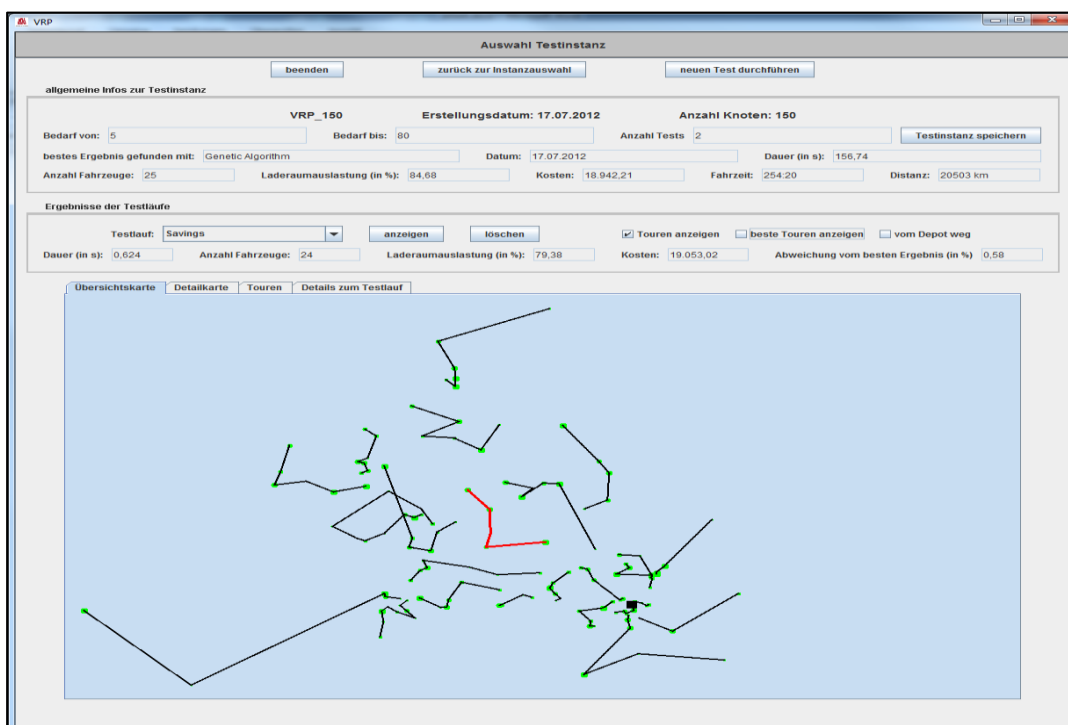 VRP
Auswahl Testinstanz
beenden zurück zur Instanzauswahl neuen Test durchführen
allgemeine Infos zur Testinstanz
VRP_150 Erstellungsdatum: 17.07.2012 Anzahl Knoten: 150
Bedarf von: 5 Bedarf bis: 80 Anzahl Tests 2 Testinstanz speichern
bestes Ergebnis gefunden mit: Genetic Algorithm Datum: 17.07.2012 Dauer (in s): 156,74
Anzahl Fahrzeuge: 25 Laderaumauslastung (in %): 84,68 Kosten: 18.942,21 Fahrzeit: 254:20 Distanz: 20503 km
Ergebnisse der Testläufe
Testlauf: Savings anzeigen löschen Touren anzeigen beste Touren anzeigen vom Depot weg
Dauer (in s): 0,624 Anzahl Fahrzeuge: 24 Laderaumauslastung (in %): 79,38 Kosten: 19.053,02 Abweichung vom besten Ergebnis (in %) 0,58
Übersichtskarte Detailkarte Touren Details zum Testlauf